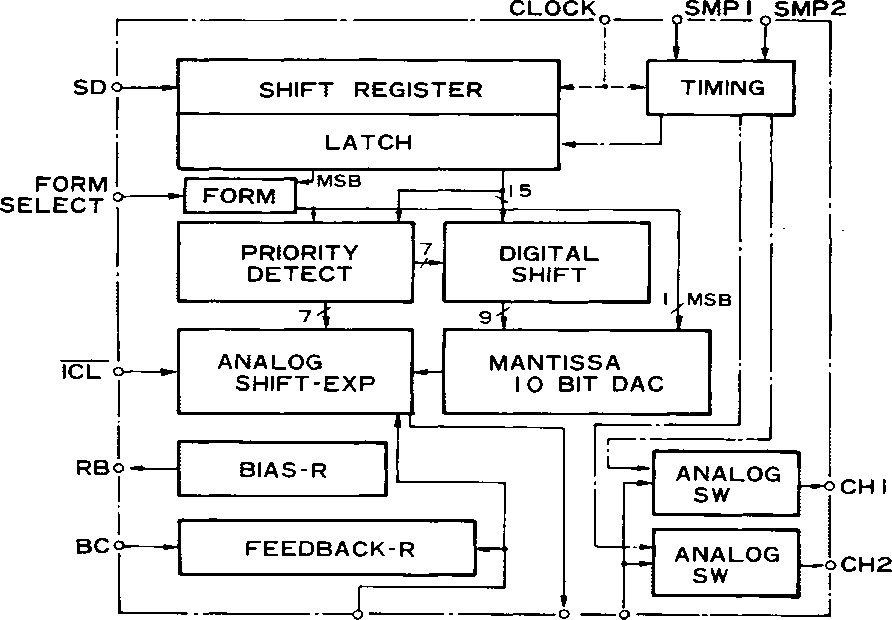 CLOCK SMP1 SMP2
SD
SHIFT REGISTER
TIMING
LATCH
FORM
SELECT
FORM
MSB
15
PRIORITY
DETECT
7
DIGITAL
SHIFT
7
9
1 MSB
ICL
ANALOG
SHIFT-EXP
MANTISSA
10 BIT DAC
RB
BIAS-R
ANALOG
SW
CH1
BC
FEEDBACK-R
ANALOG
SW
CH2